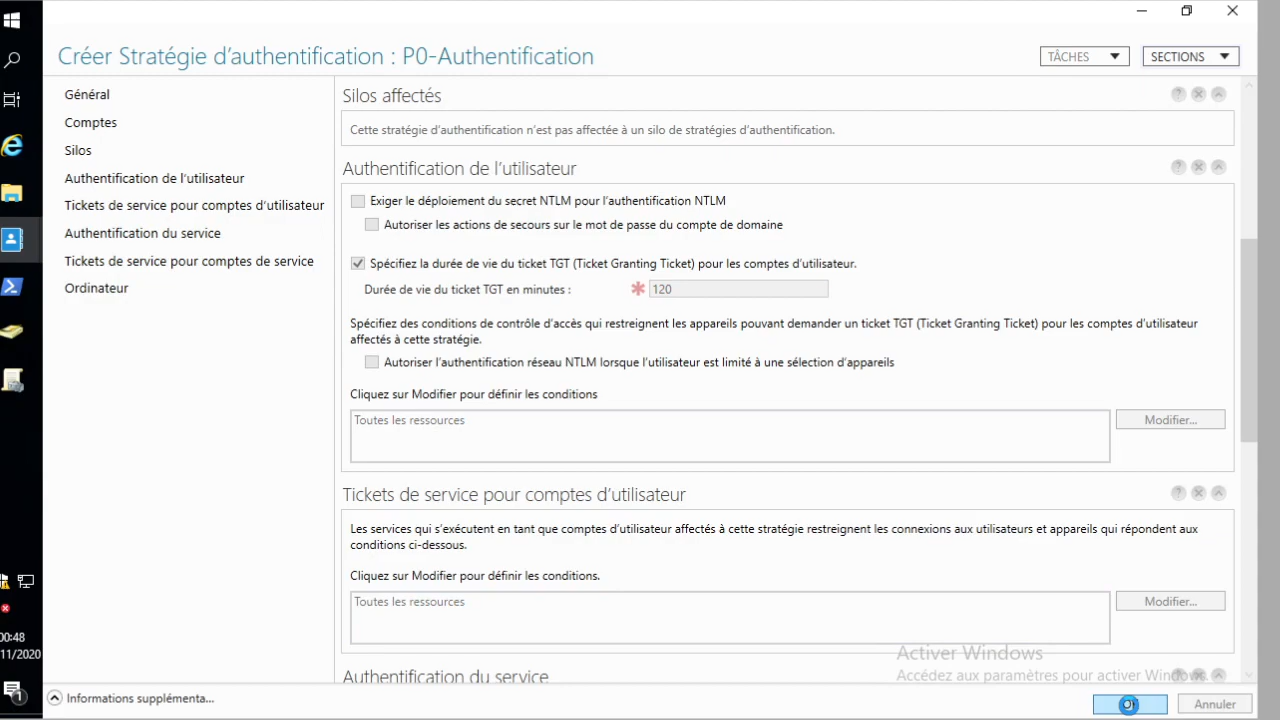 Créer Stratégie d'authentification : P0-Authentification
TÂCHES
SECTIONS
Général
Comptes
Silos
Authentification de l'utilisateur
Tickets de service pour comptes d'utilisateur
Authentification du service
Tickets de service pour comptes de service
Ordinateur
Silos affectés
Cette stratégie d'authentification n'est pas affectée à un silo de stratégies d'authentification.
Authentification de l'utilisateur
Exiger le déploiement du secret NTLM pour l'authentification NTLM
Autoriser les actions de secours sur le mot de passe du compte de domaine
Spécifiez la durée de vie du ticket TGT (Ticket Granting Ticket) pour les comptes d'utilisateur.
Durée de vie du ticket TGT en minutes :
120
Spécifiez des conditions de contrôle d'accès qui restreignent les appareils pouvant demander un ticket TGT (Ticket Granting Ticket) pour les comptes d'utilisateur
affectés à cette stratégie.
Autoriser l'authentification réseau NTLM lorsque l'utilisateur est limité à une sélection d'appareils
Cliquez sur Modifier pour définir les conditions
Toutes les ressources
Modifier...
Tickets de service pour comptes d'utilisateur
Les services qui s'exécutent en tant que comptes d'utilisateur affectés à cette stratégie restreignent les connexions aux utilisateurs et appareils qui répondent aux
conditions ci-dessous.
Cliquez sur Modifier pour définir les conditions.
Toutes les ressources
Modifier...
Authentification du service
Activer Windows
Accédez aux paramètres pour activer Windows.
Informations supplémenta...
Annuler
00:48
11/2020
1